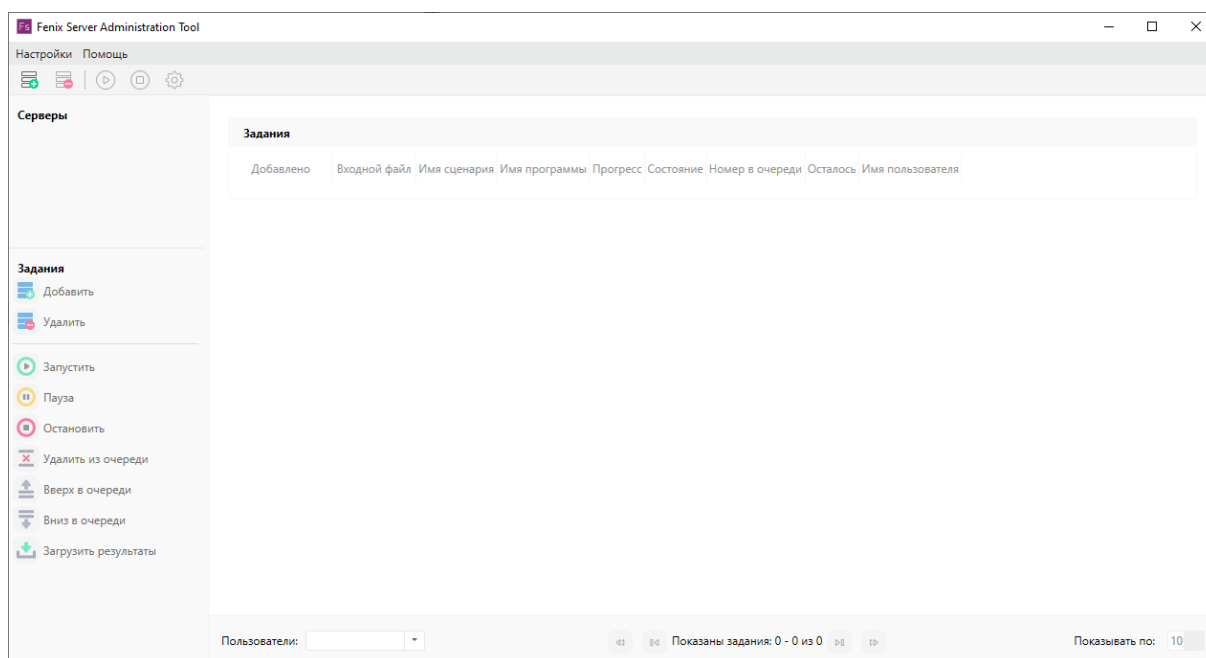 Fs Fenix Server Administration Tool
Настройки Помощь
Серверы
Задания
Добавлено Входной файл Имя сценария Имя программы Прогресс Состояние Номер в очереди Осталось Имя пользователя
Задания
Добавить
Удалить
Запустить
Пауза
Остановить
Удалить из очереди
Вверх в очереди
Вниз в очереди
Загрузить результаты
Пользователи: Показаны задания: 0 - 0 из 0 Показывать по: 10